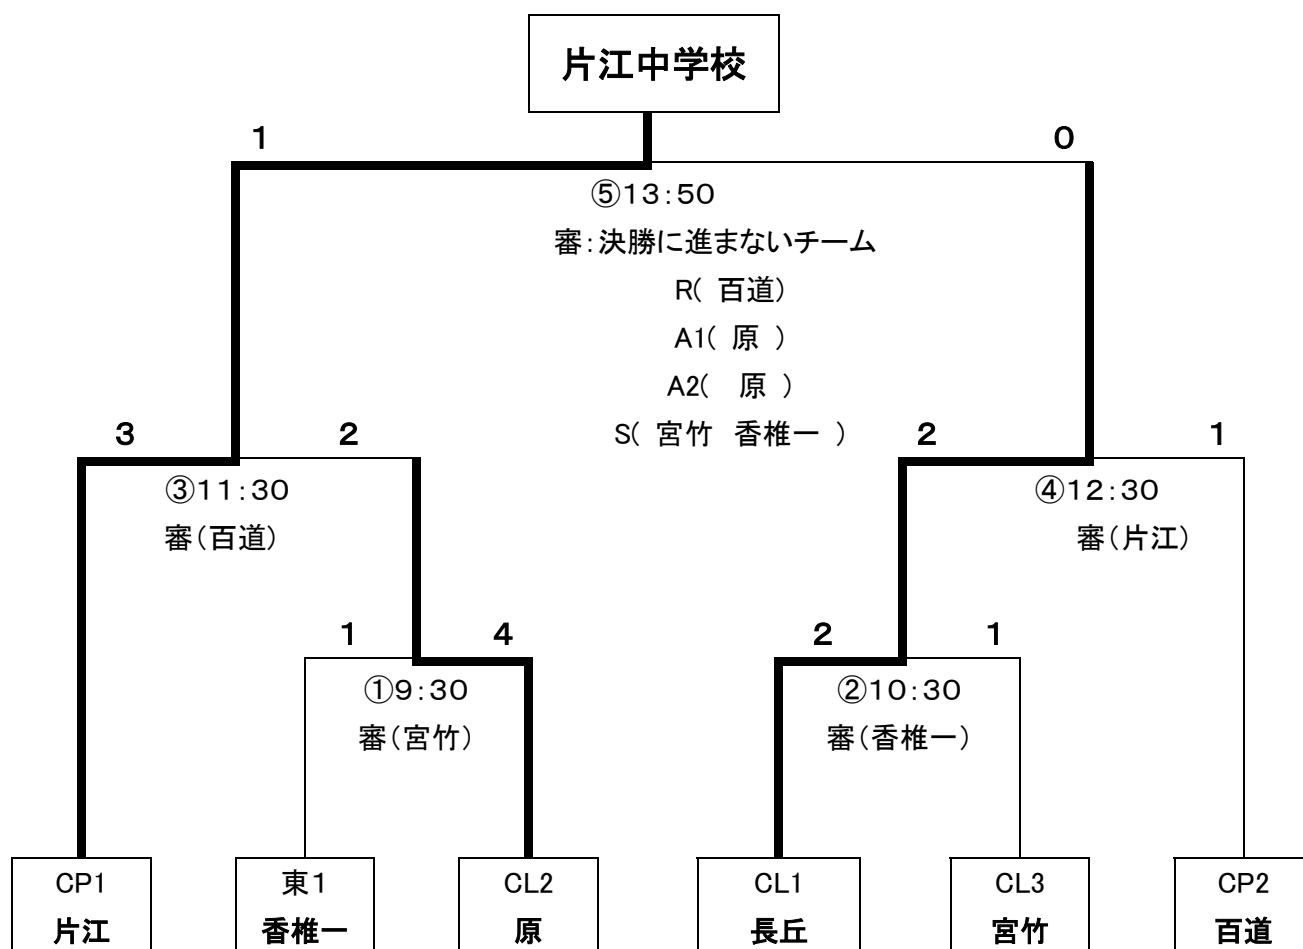 片江中学校
1 0
⑤13:50
審:決勝に進まないチーム
R( 百道)
A1( 原 )
A2( 原 )
S( 宮竹 香椎一 )
3 2 2 1
③11:30 ④12:30
審(百道) 審(片江)
1 4 2 1
①9:30 ②10:30
審(宮竹) 審(香椎一)
CP1 東1 CL2 CL1 CL3 CP2
片江 香椎一 原 長丘 宮竹 百道